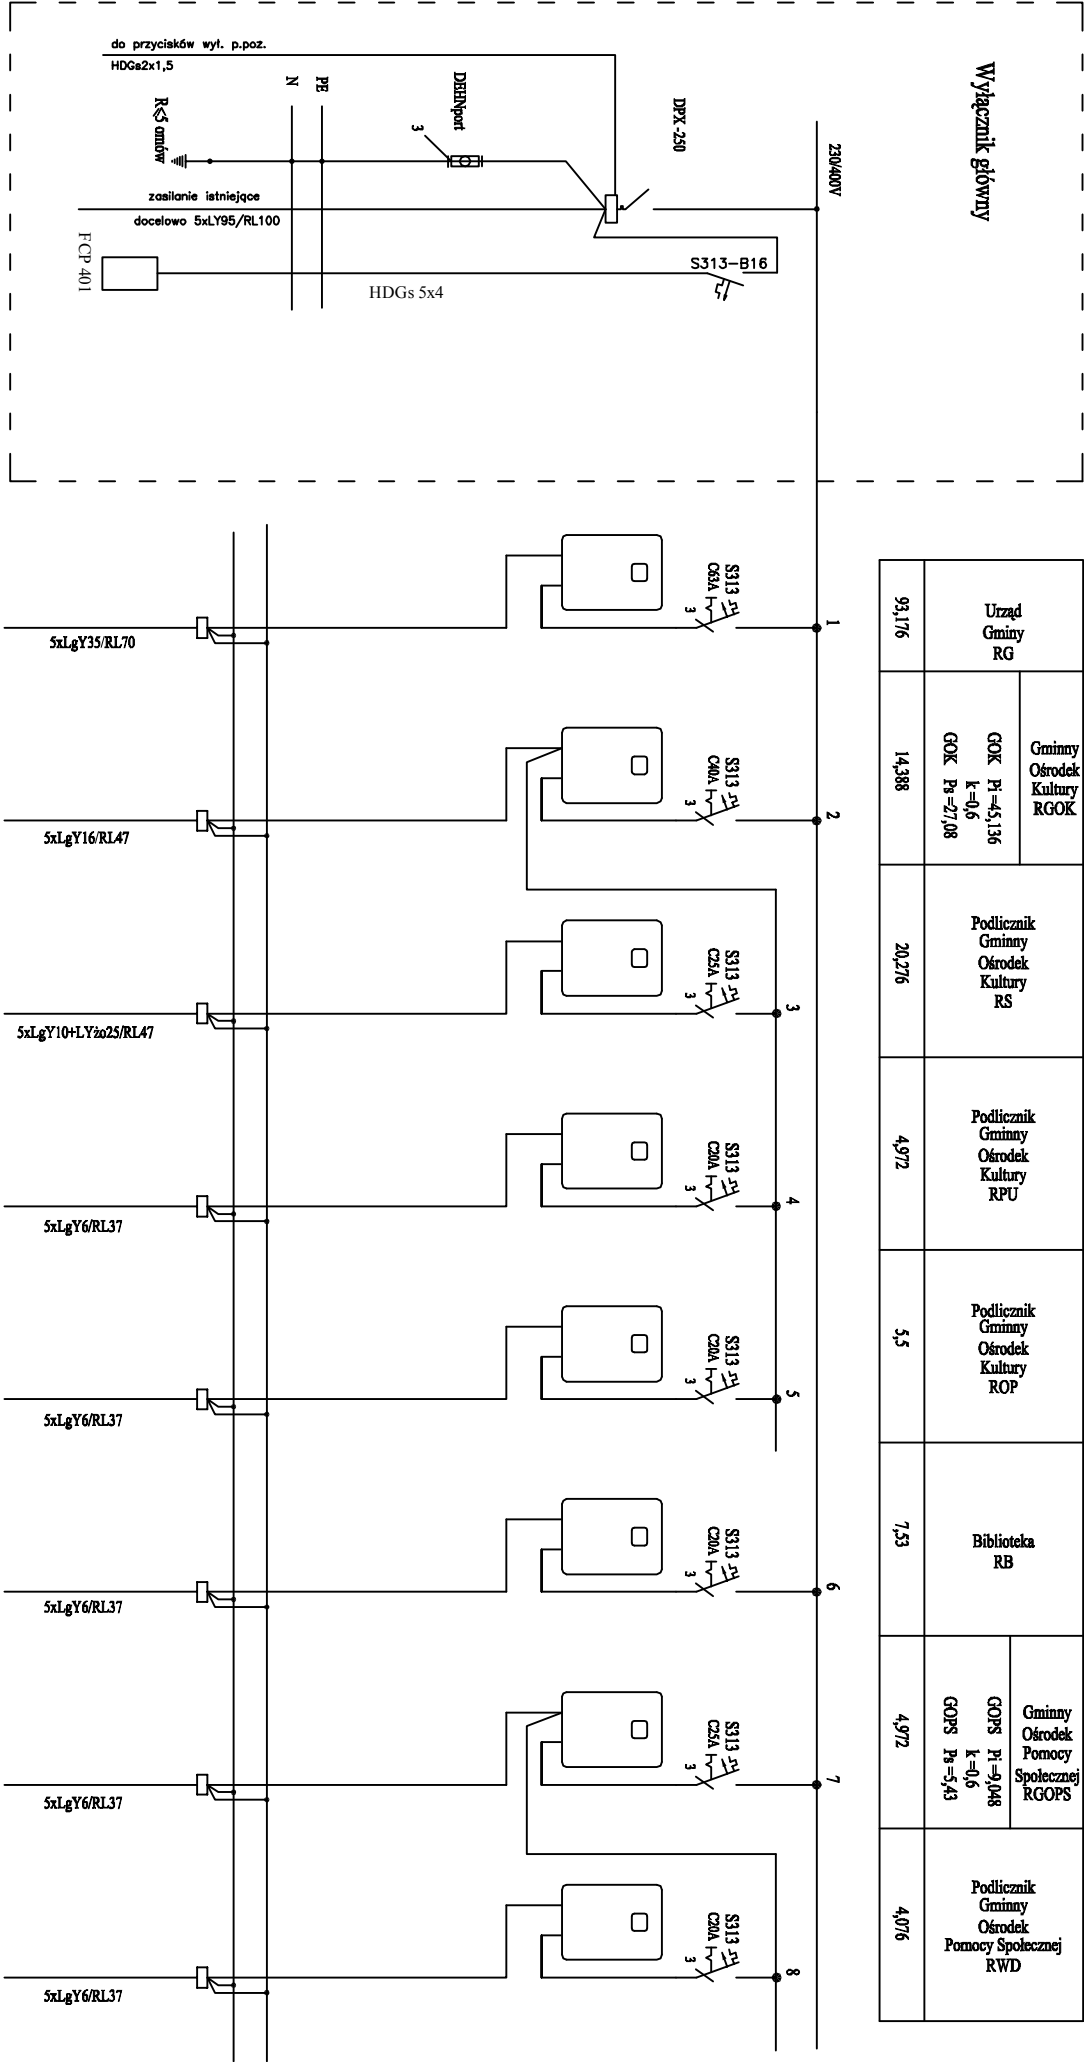 Wyłącznik główny
do przycisków wył. p.poż.
HDGs2x1,5
N
PE
DEHNport
DPX -250
230/400V
3
R<5 omów
zasilanie istniejące
docelowo 5xLY95/RL100
FCP 401
HDGs 5x4
S313-B16
93,176
Urząd
Gminy
RG
1
S313
C63A
3
5xLgY35/RL70
14,388
Gminny
Ośrodek
Kultury
RGOK
GOK Pi=45,136
k=0,6
GOK Ps=27,08
2
S313
C40A
3
5xLgY16/RL47
20,276
Podlicznik
Gminny
Ośrodek
Kultury
RS
3
S313
C25A
3
5xLgY10+LYżo25/RL47
4,972
Podlicznik
Gminny
Ośrodek
Kultury
RPU
4
S313
C20A
3
5xLgY6/RL37
5,5
Podlicznik
Gminny
Ośrodek
Kultury
ROP
5
S313
C20A
3
5xLgY6/RL37
7,53
Biblioteka
RB
6
S313
C20A
3
5xLgY6/RL37
4,972
Gminny
Ośrodek
Pomocy
Społecznej
RGOPS
GOPS Pi=9,048
k=0,6
GOPS Ps=5,43
7
S313
C25A
3
5xLgY6/RL37
4,076
Podlicznik
Gminny
Ośrodek
Pomocy Społecznej
RWD
8
S313
C20A
3
5xLgY6/RL37